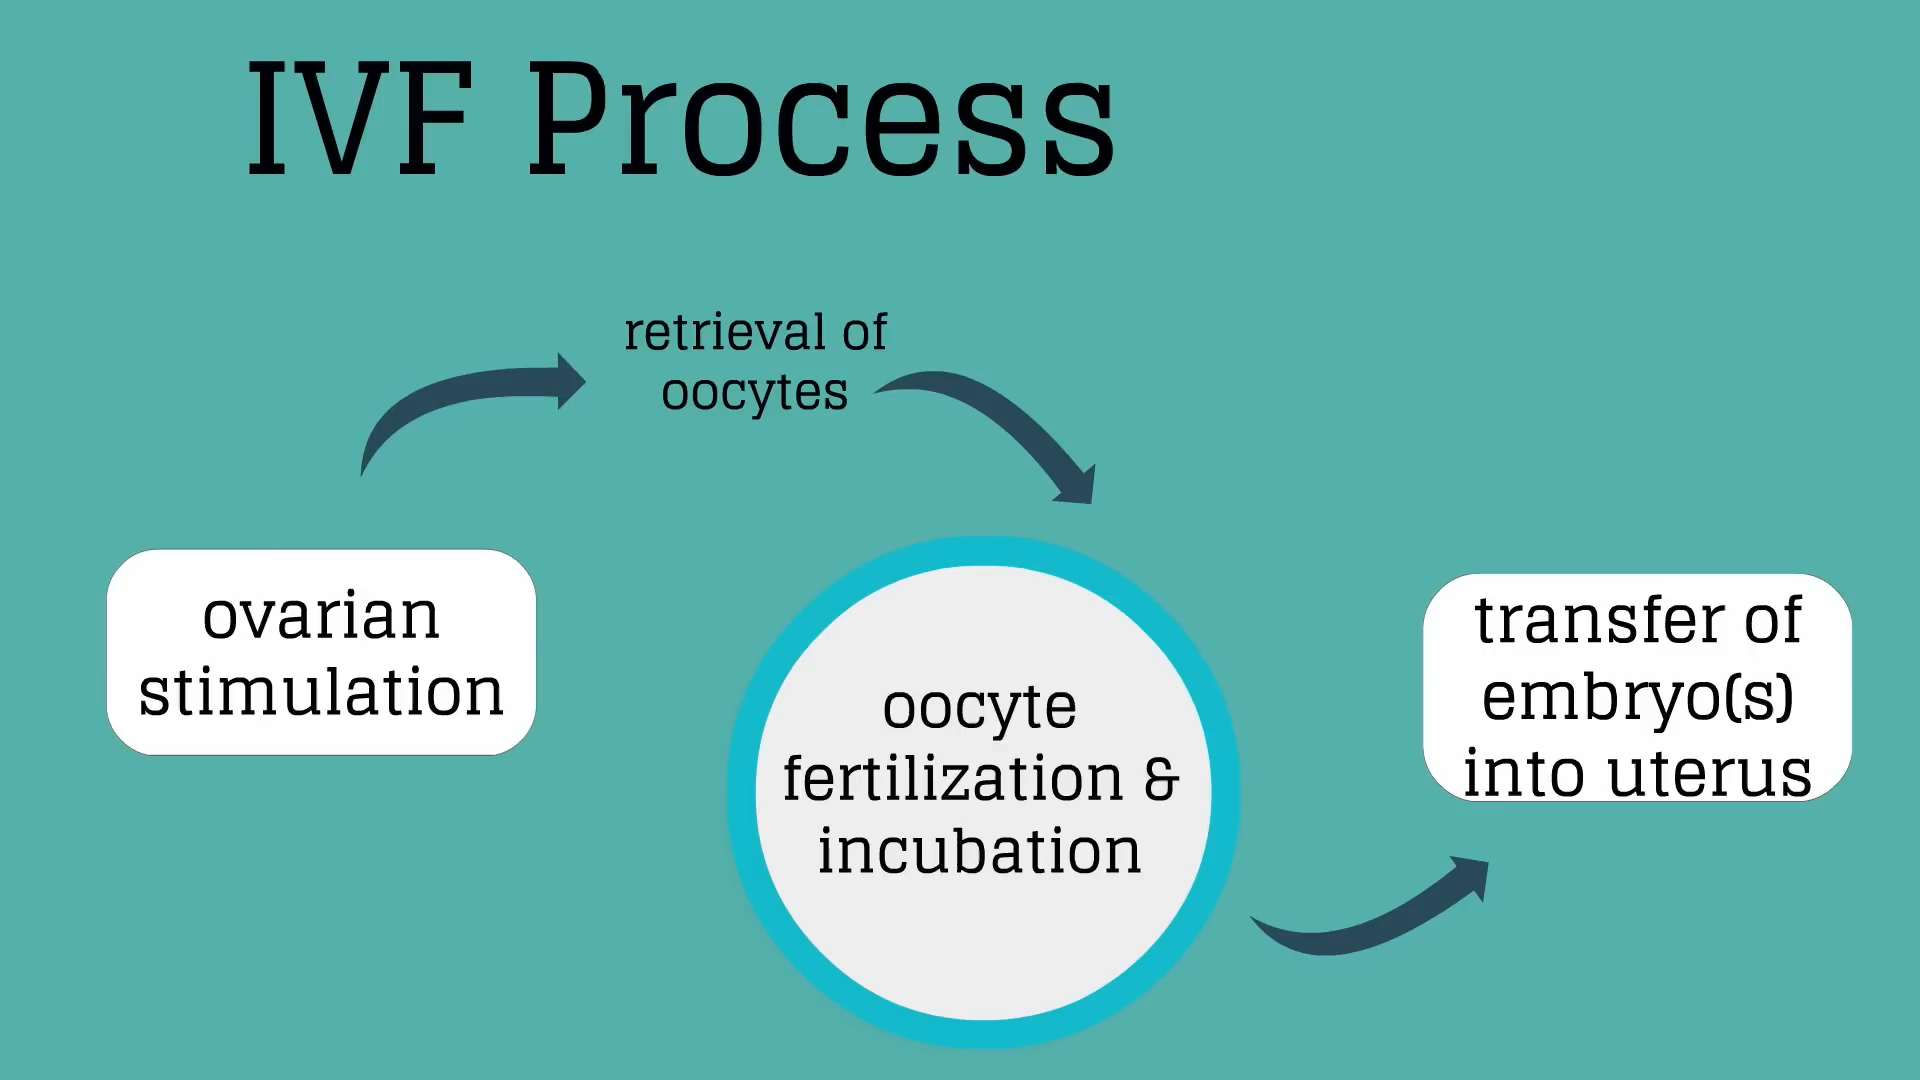 IVF Process
retrieval of
oocytes
ovarian
stimulation
oocyte
fertilization &
incubation
transfer of
embryo(s)
into uterus